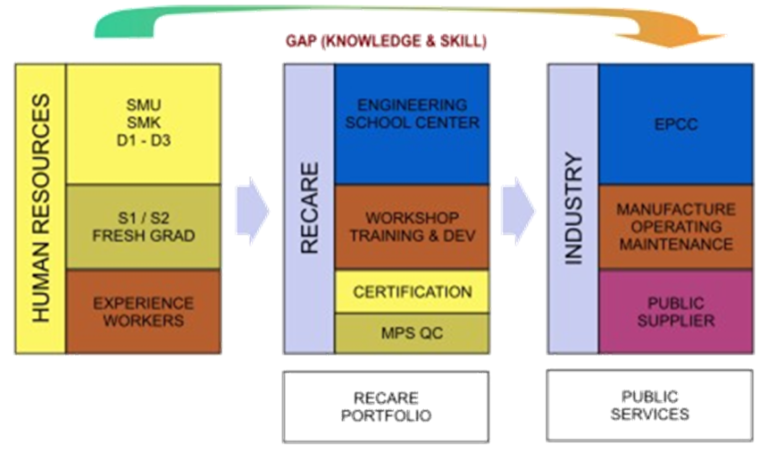 GAP (KNOWLEDGE & SKILL)
HUMAN RESOURCES
SMU
SMK
D1 - D3
S1 / S2
FRESH GRAD
EXPERIENCE
WORKERS
RECARE
ENGINEERING
SCHOOL CENTER
WORKSHOP
TRAINING & DEV
CERTIFICATION
MPS QC
RECARE
PORTFOLIO
INDUSTRY
EPCC
MANUFACTURE
OPERATING
MAINTENANCE
PUBLIC
SUPPLIER
PUBLIC
SERVICES